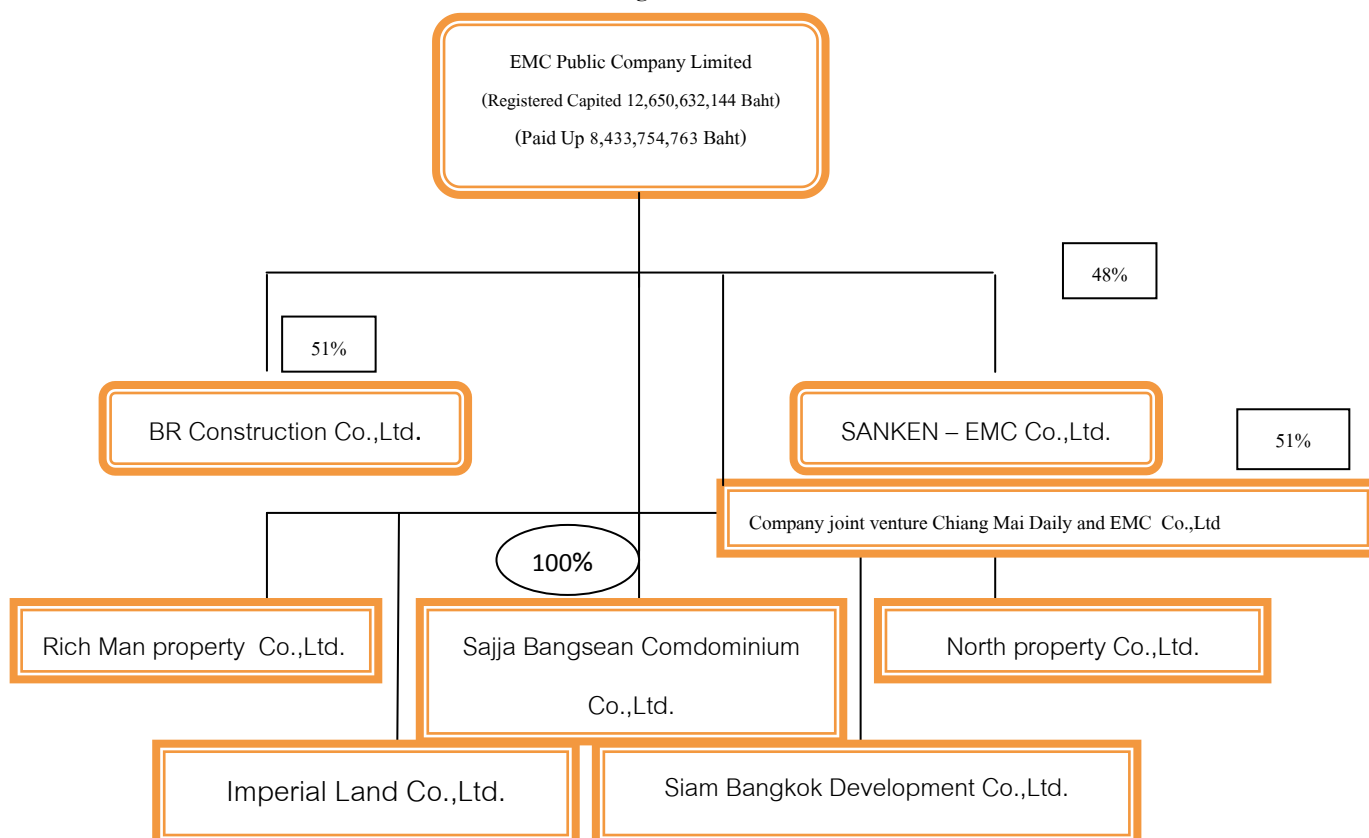 EMC Public Company Limited
(Registered Capited 12,650,632,144 Baht)
(Paid Up 8,433,754,763 Baht)
48%
51%
BR Construction Co.,Ltd.
SANKEN – EMC Co.,Ltd.
51%
Company joint venture Chiang Mai Daily and EMC Co.,Ltd
100%
Rich Man property Co.,Ltd.
Sajja Bangsean Comdominium
Co.,Ltd.
North property Co.,Ltd.
Imperial Land Co.,Ltd.
Siam Bangkok Development Co.,Ltd.